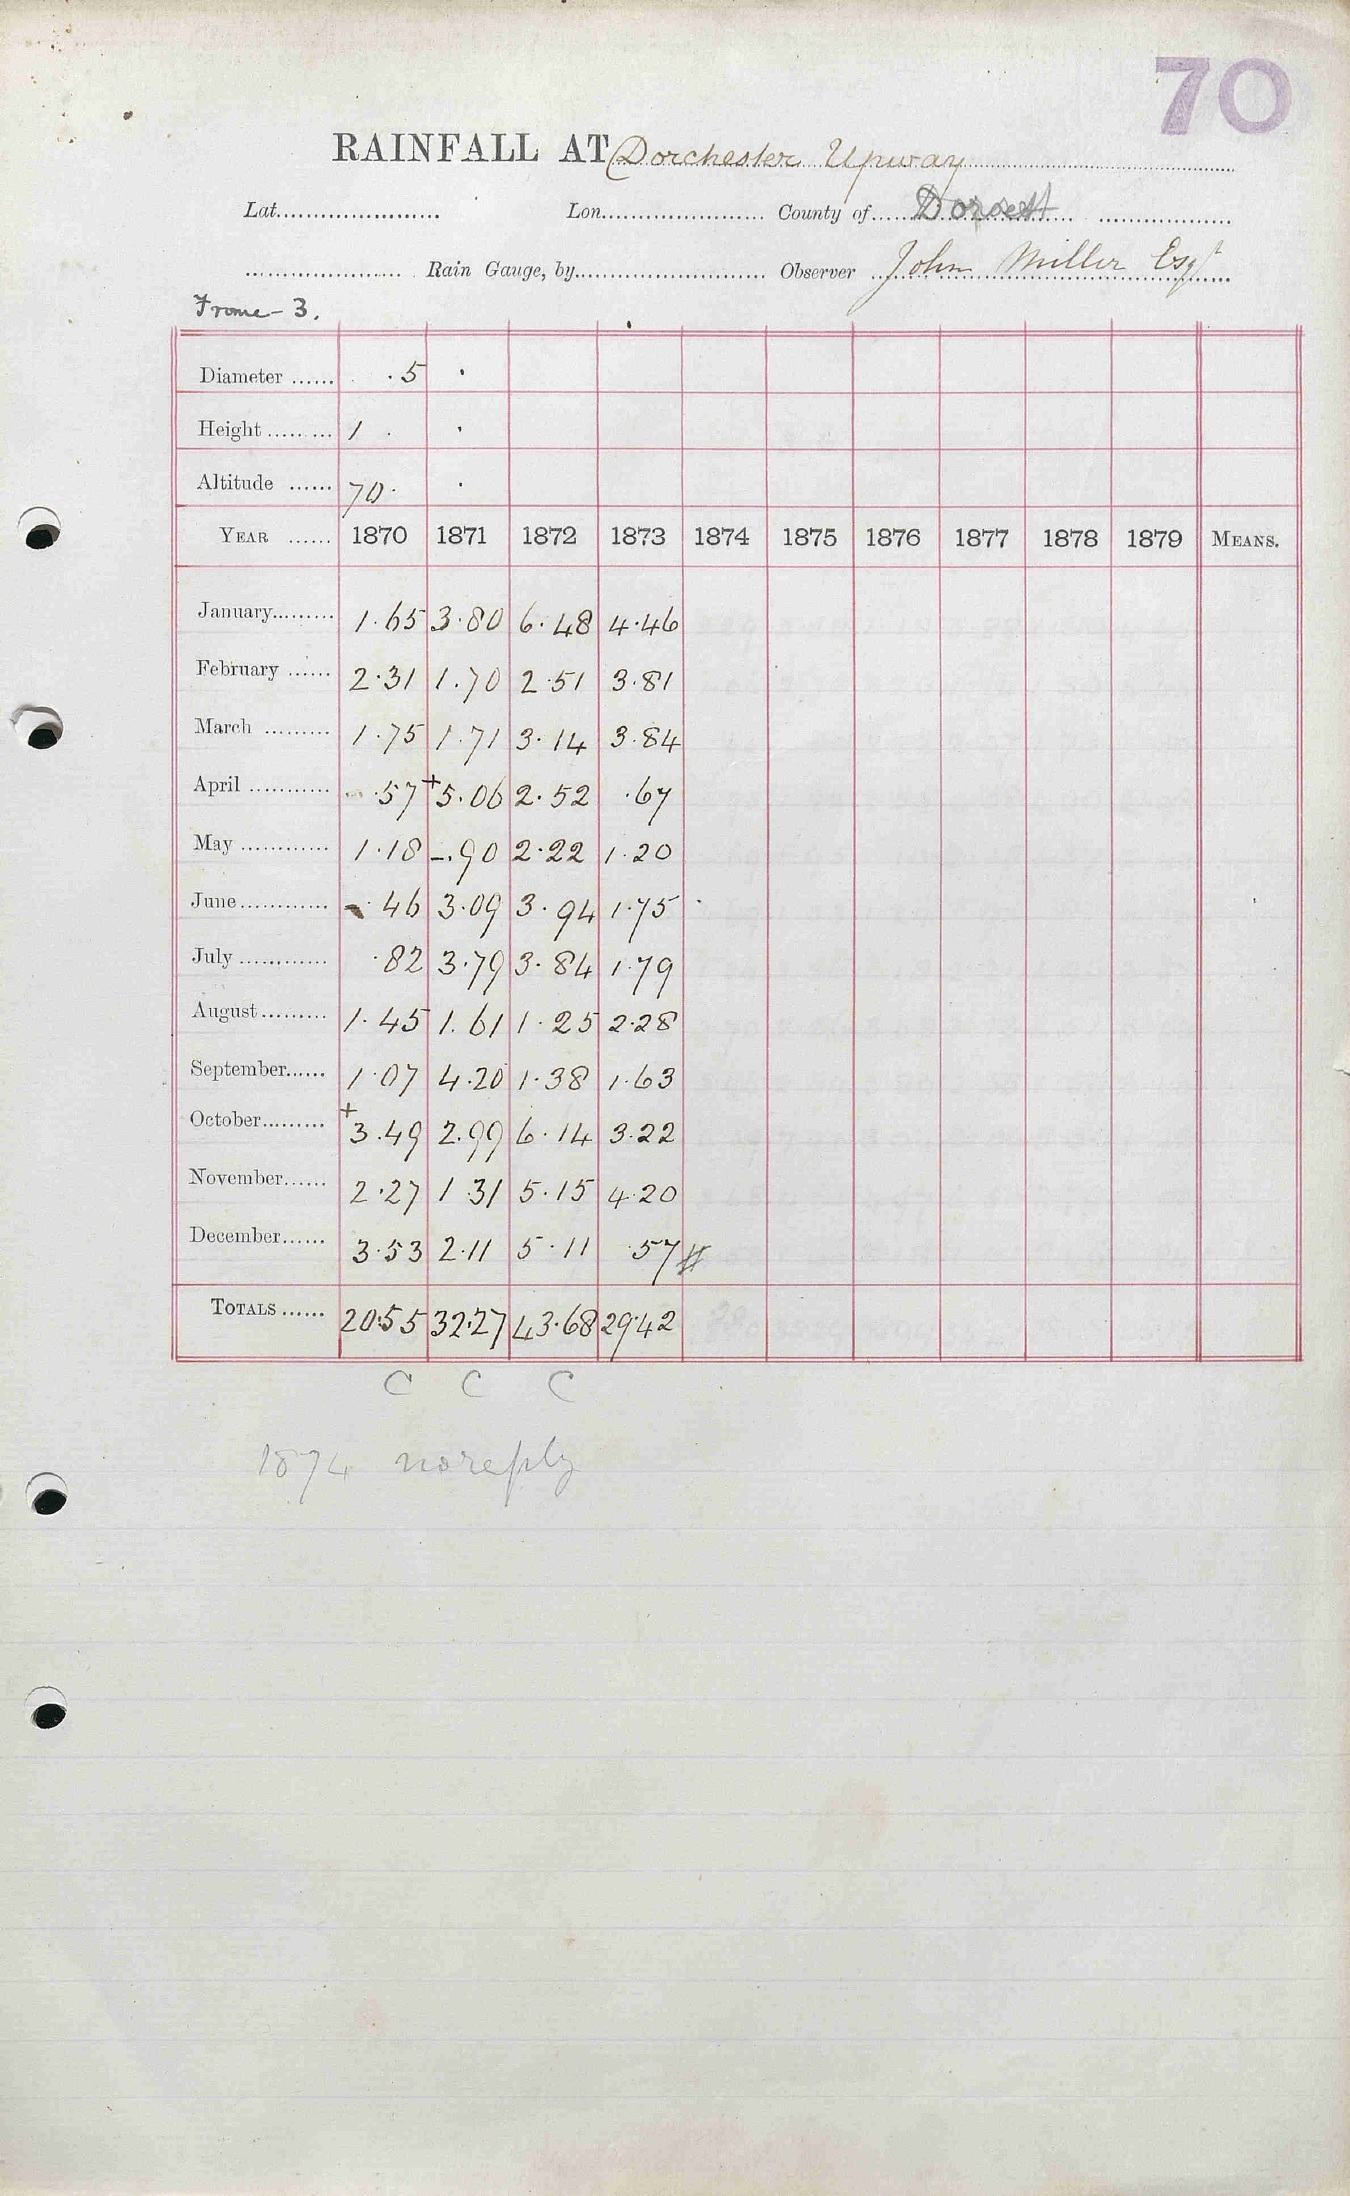 70
RAINFALL AT Dorchester Upway
Lat. Lon. County of Dorset
Rain Gauge, by Observer John Miller Esqr
Frome - 3.
Diameter ...... .5 .
Height ......... 1 . .
Altitude ...... 70. .
YEAR ...... 1870 1871 1872 1873 1874 1875 1876 1877 1878 1879 MEANS.
January......... 1.65 3.80 6.48 4.46
February ...... 2.31 1.70 2.51 3.81
March ......... 1.75 1.71 3.14 3.84
April ........... .57 +5.06 2.52 .67
May ............ 1.18 -.90 2.22 1.20
June............ .46 3.09 3.94 1.75
July ............ .82 3.79 3.84 1.79
August ......... 1.45 1.61 1.25 2.28
September...... 1.07 4.20 1.38 1.63
October......... +3.49 2.99 6.14 3.22
November...... 2.27 1.31 5.15 4.20
December...... 3.53 2.11 5.11 .57 #
TOTALS ...... 20.55 32.27 43.68 29.42
C C C
1874 no reply